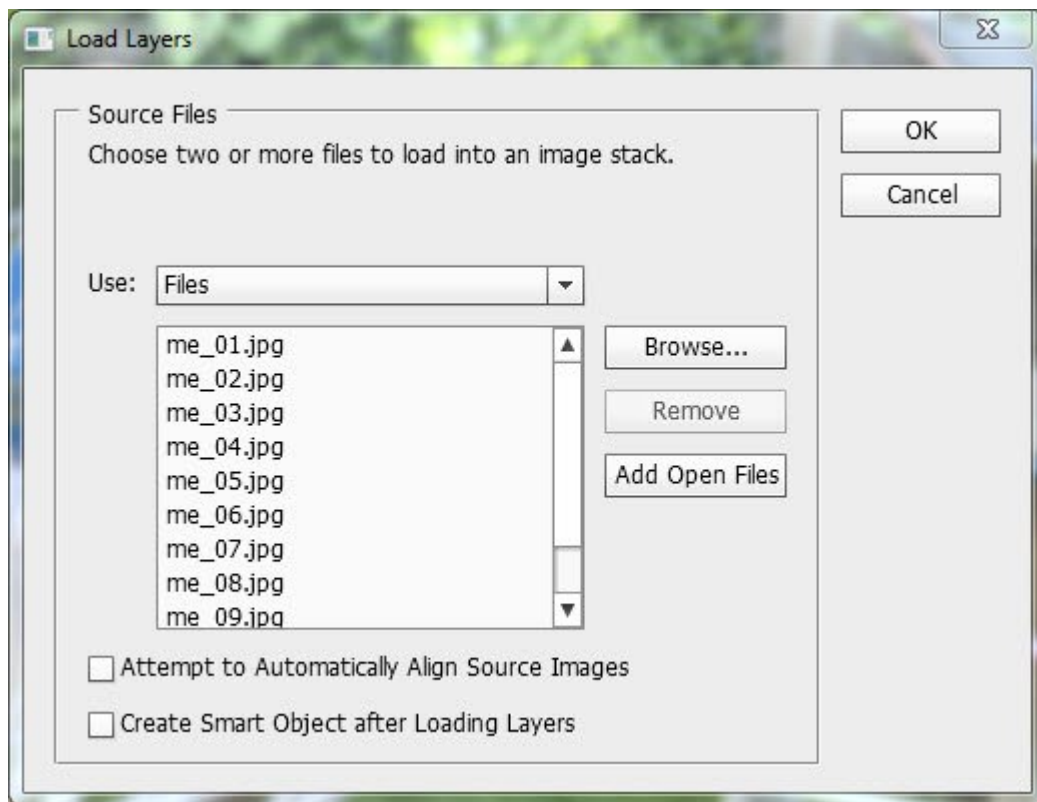 Load Layers
Source Files
Choose two or more files to load into an image stack.
OK
Cancel
Use: Files
me_01.jpg
me_02.jpg
me_03.jpg
me_04.jpg
me_05.jpg
me_06.jpg
me_07.jpg
me_08.jpg
me_09.jpg
Browse...
Remove
Add Open Files
Attempt to Automatically Align Source Images
Create Smart Object after Loading Layers